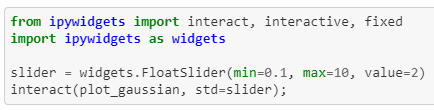 from ipywidgets import interact, interactive, fixed
import ipywidgets as widgets
slider = widgets.FloatSlider(min=0.1, max=10, value=2)
interact(plot_gaussian, std=slider);